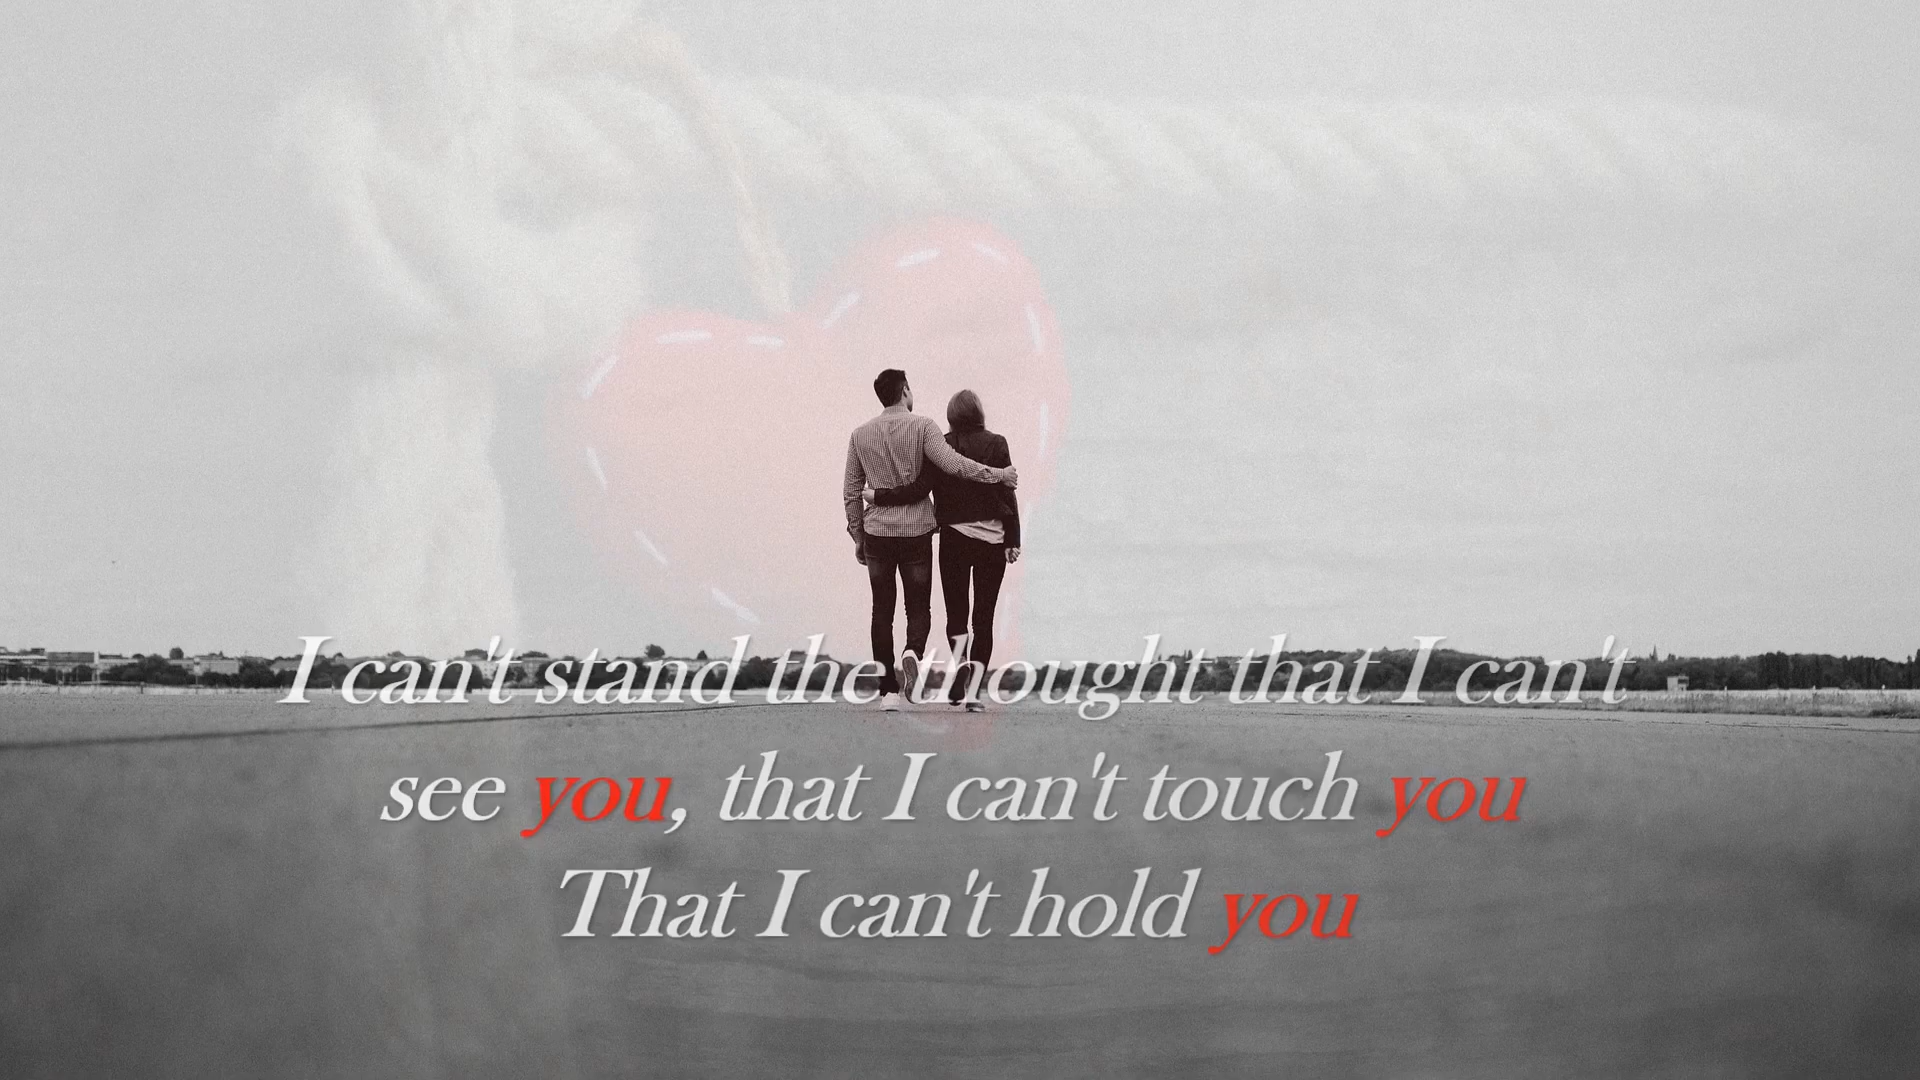 I can't stand the thought that I can't
see you, that I can't touch you
That I can't hold you